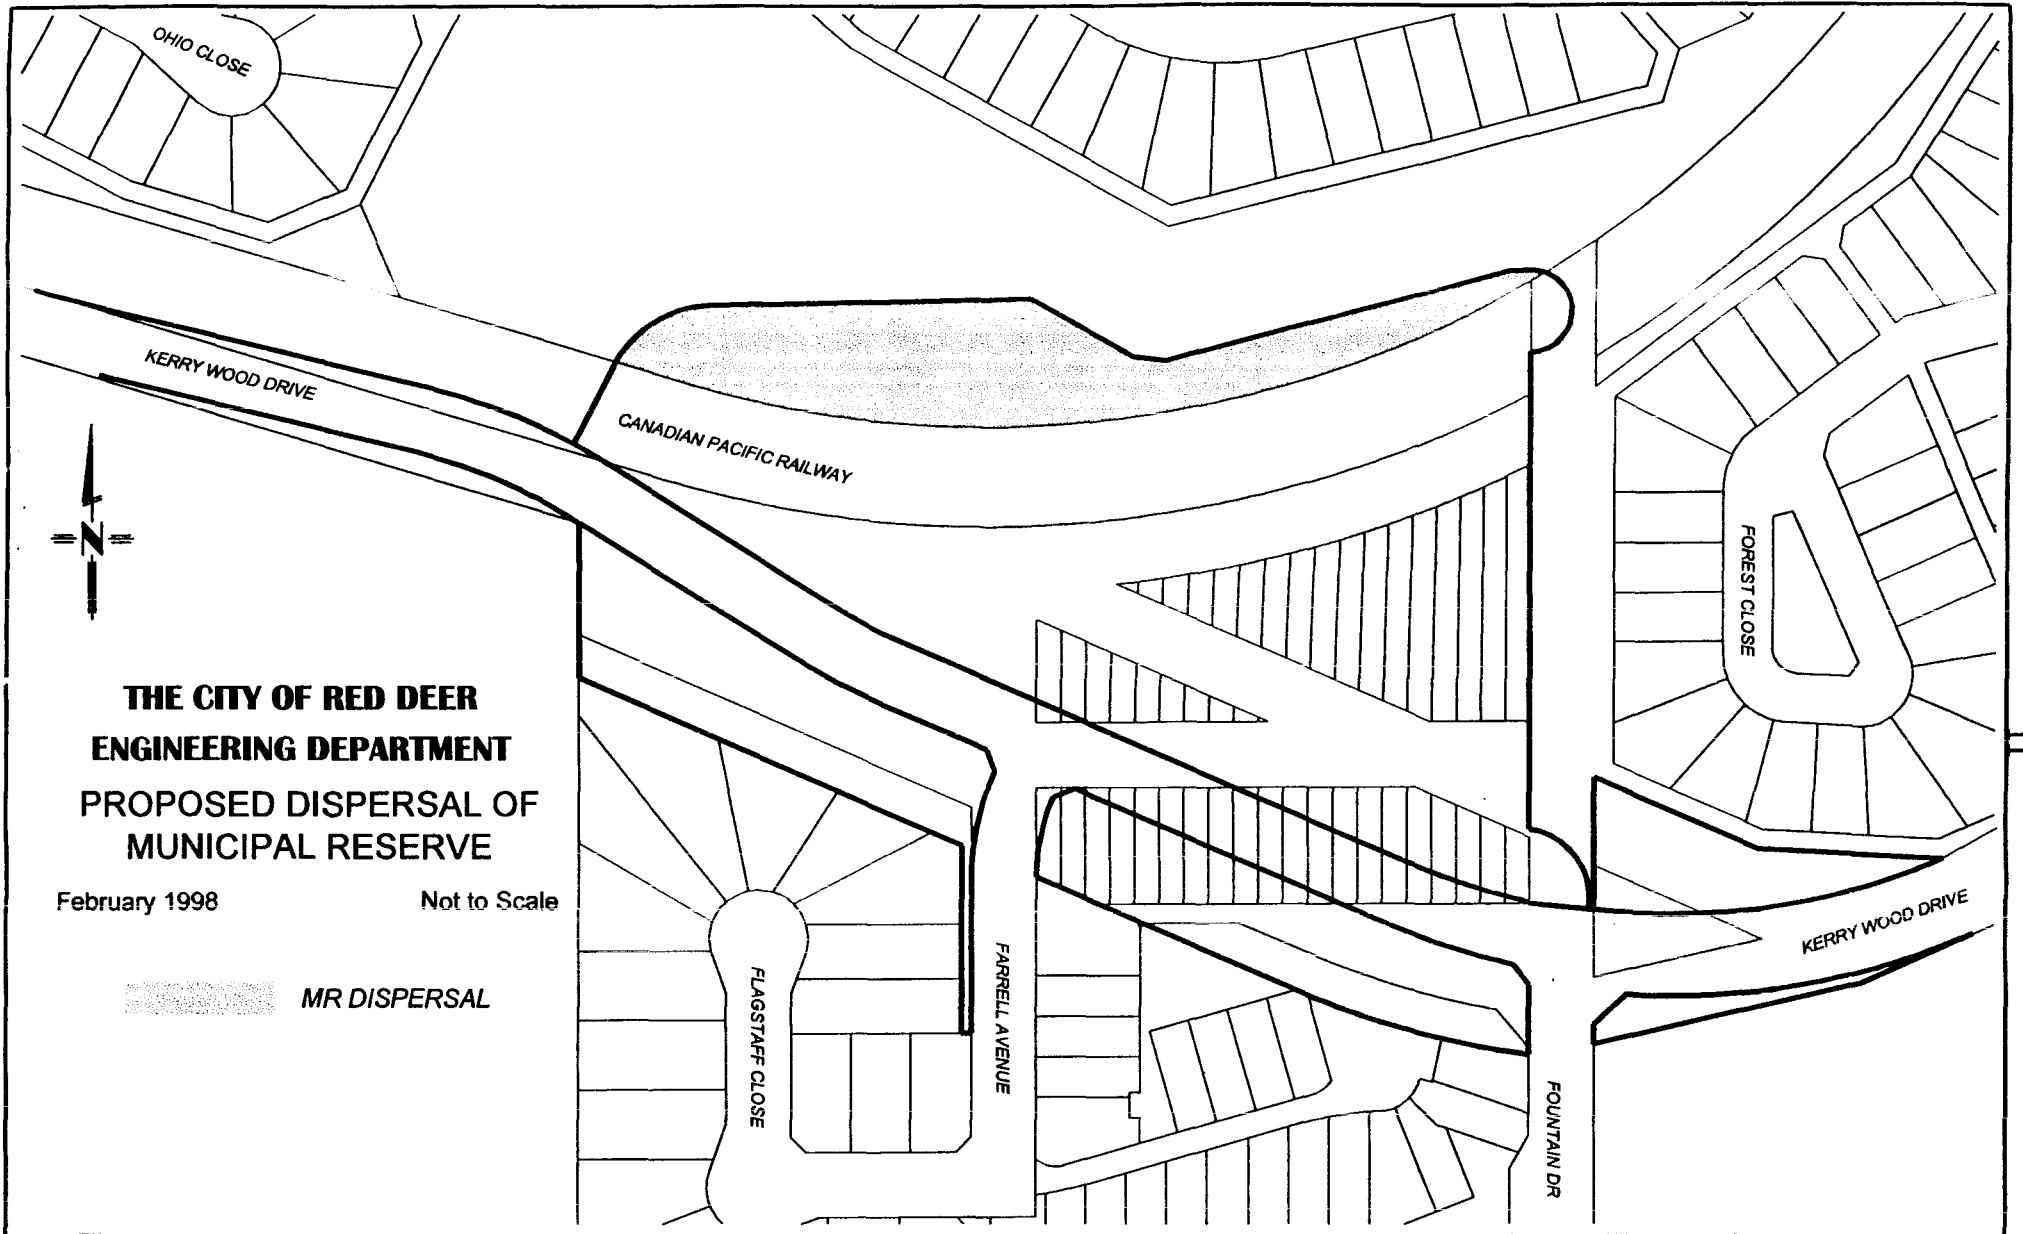 OHIO CLOSE
KERRY WOOD DRIVE
CANADIAN PACIFIC RAILWAY
N
FOREST CLOSE
THE CITY OF RED DEER
ENGINEERING DEPARTMENT
PROPOSED DISPERSAL OF
MUNICIPAL RESERVE
February 1998 Not to Scale
MR DISPERSAL
KERRY WOOD DRIVE
FLAGSTAFF CLOSE
FARRELL AVENUE
FOUNTAIN DR